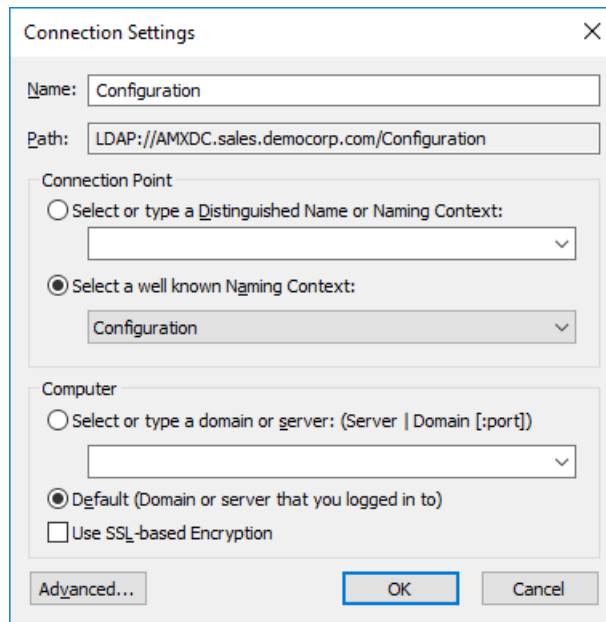 Connection Settings
Name: Configuration
Path: LDAP://AMXDC.sales.democorp.com/Configuration
Connection Point
Select or type a Distinguished Name or Naming Context:
Select a well known Naming Context:
Configuration
Computer
Select or type a domain or server: (Server | Domain [:port])
Default (Domain or server that you logged in to)
Use SSL-based Encryption
Advanced... OK Cancel